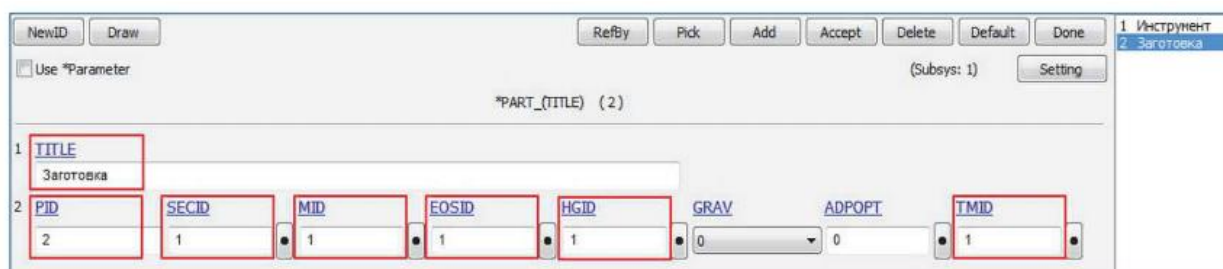 NewID Draw RefBy Pick Add Accept Delete Default Done
Use *Parameter (Subsys: 1) Setting
*PART_(TITLE) (2)
1 TITLE
Заготовка
2 PID SECID MID EOSID HGID GRAV ADPOPT TMID
2 1 1 1 1 0 0 1
1 Инструмент
2 Заготовка